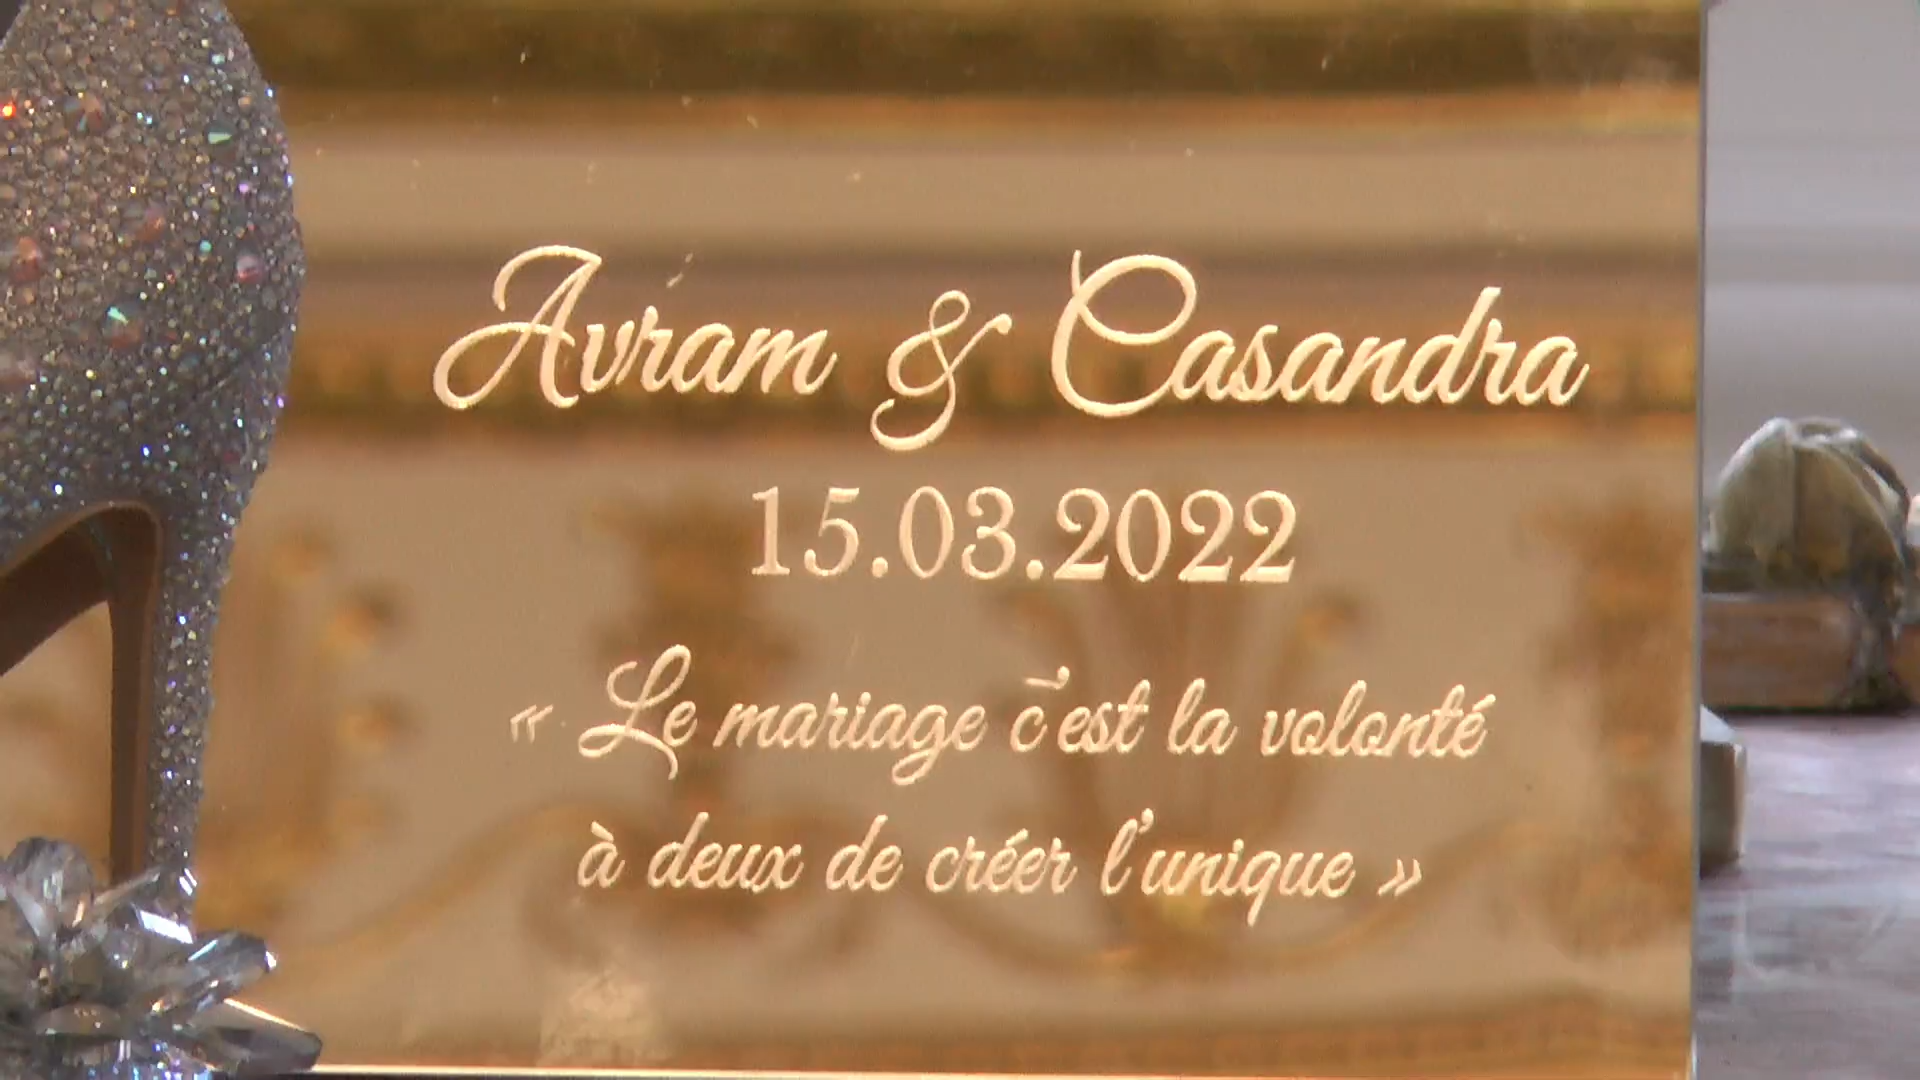 Avram & Casandra
15.03.2022
« Le mariage c'est la volonté
à deux de créer l'unique »